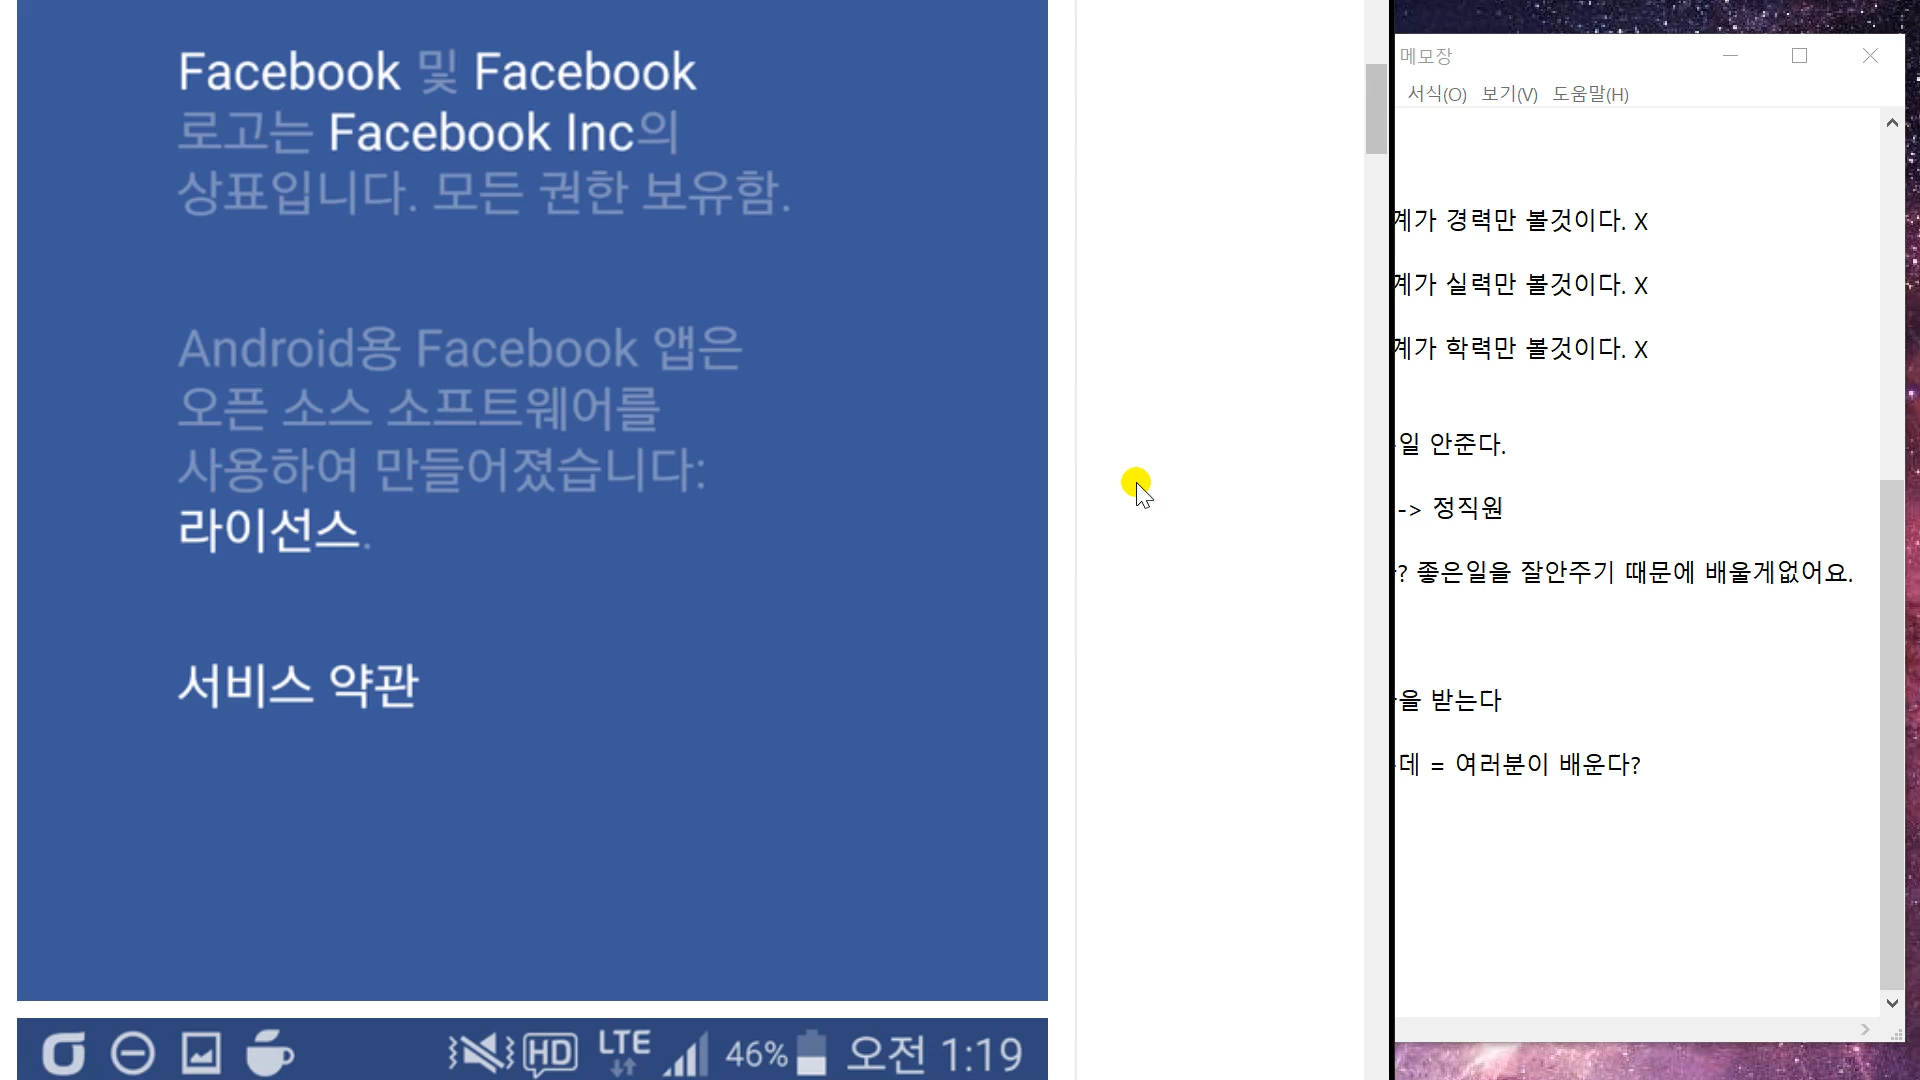 Facebook 및 Facebook
로고는 Facebook Inc의
상표입니다. 모든 권한 보유함.
Android용 Facebook 앱은
오픈 소스 소프트웨어를
사용하여 만들어졌습니다:
라이선스.
서비스 약관
HD LTE 46% 오전 1:19
메모장
서식(O) 보기(V) 도움말(H)
계가 경력만 볼것이다. X
계가 실력만 볼것이다. X
계가 학력만 볼것이다. X
일 안준다.
-> 정직원
? 좋은일을 잘안주기 때문에 배울게없어요.
을 받는다
데 = 여러분이 배운다?